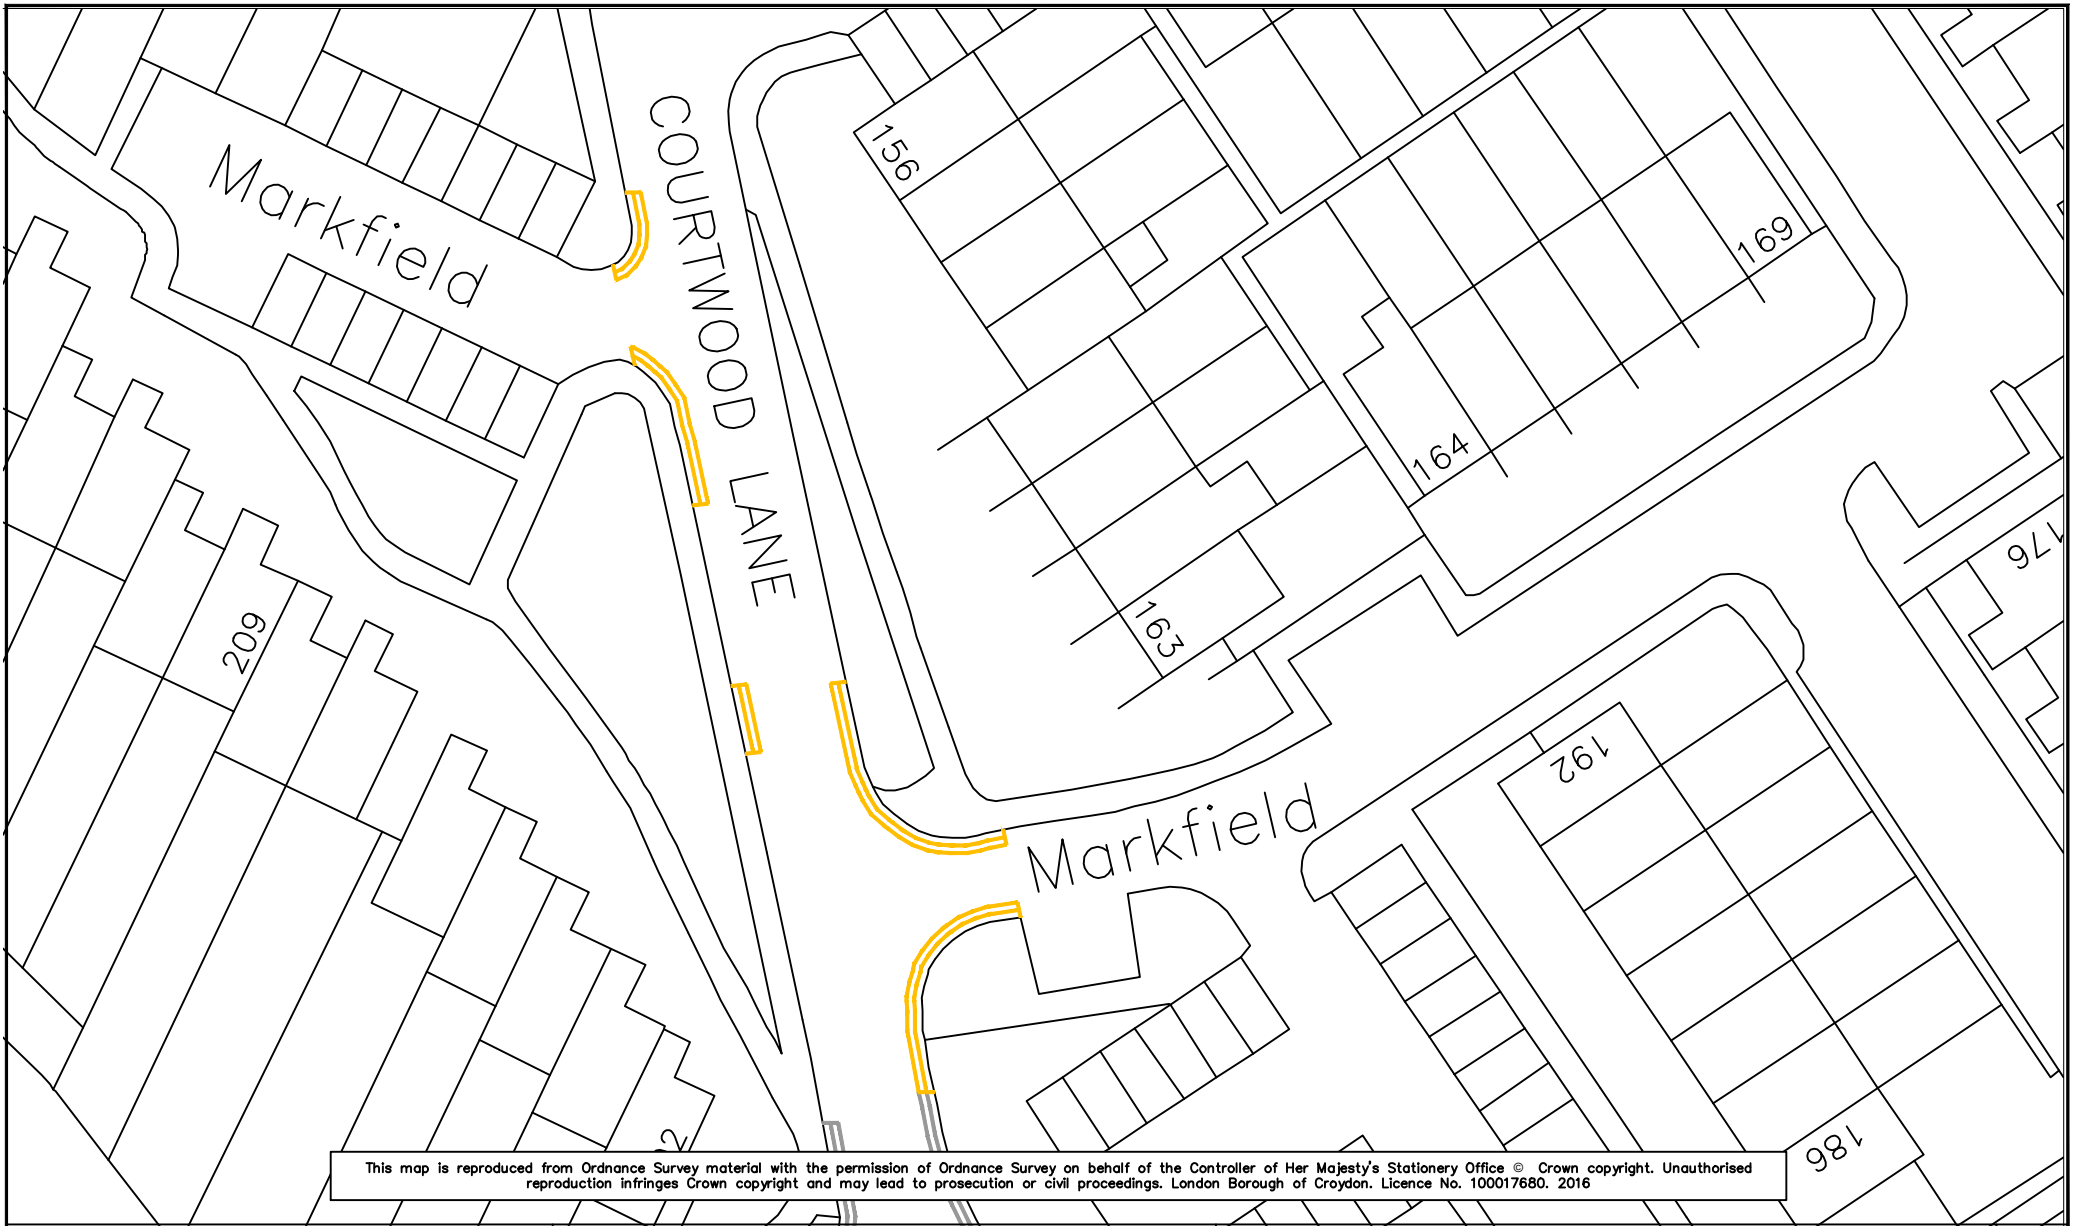 Markfield
COURTWOOD LANE
156
169
164
176
163
209
192
Markfield
186
2
This map is reproduced from Ordnance Survey material with the permission of Ordnance Survey on behalf of the Controller of Her Majesty's Stationery Office © Crown copyright. Unauthorised
reproduction infringes Crown copyright and may lead to prosecution or civil proceedings. London Borough of Croydon. Licence No. 100017680. 2016